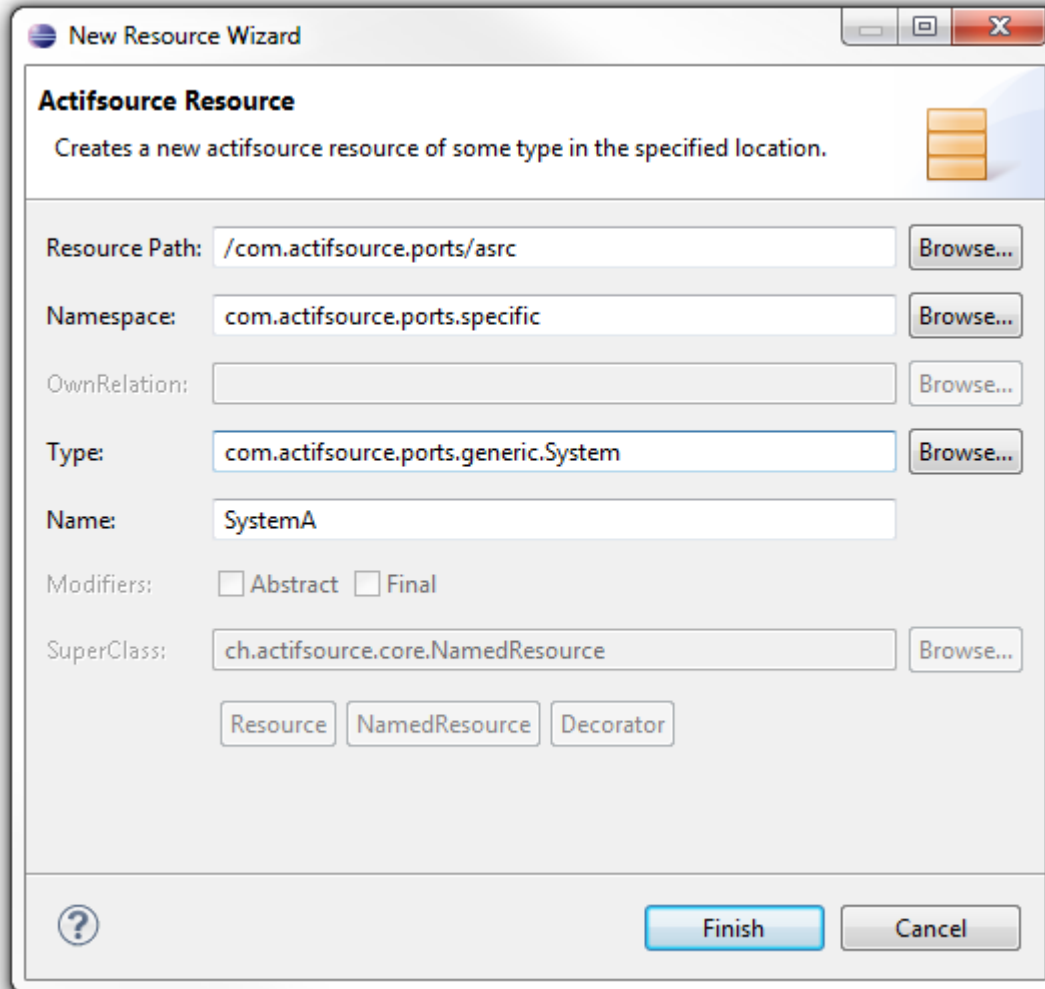 New Resource Wizard
Actifsource Resource
Creates a new actifsource resource of some type in the specified location.
Resource Path: /com.actifsource.ports/asrc Browse...
Namespace: com.actifsource.ports.specific Browse...
OwnRelation: Browse...
Type: com.actifsource.ports.generic.System Browse...
Name: SystemA
Modifiers: Abstract Final
SuperClass: ch.actifsource.core.NamedResource Browse...
Resource NamedResource Decorator
? Finish Cancel